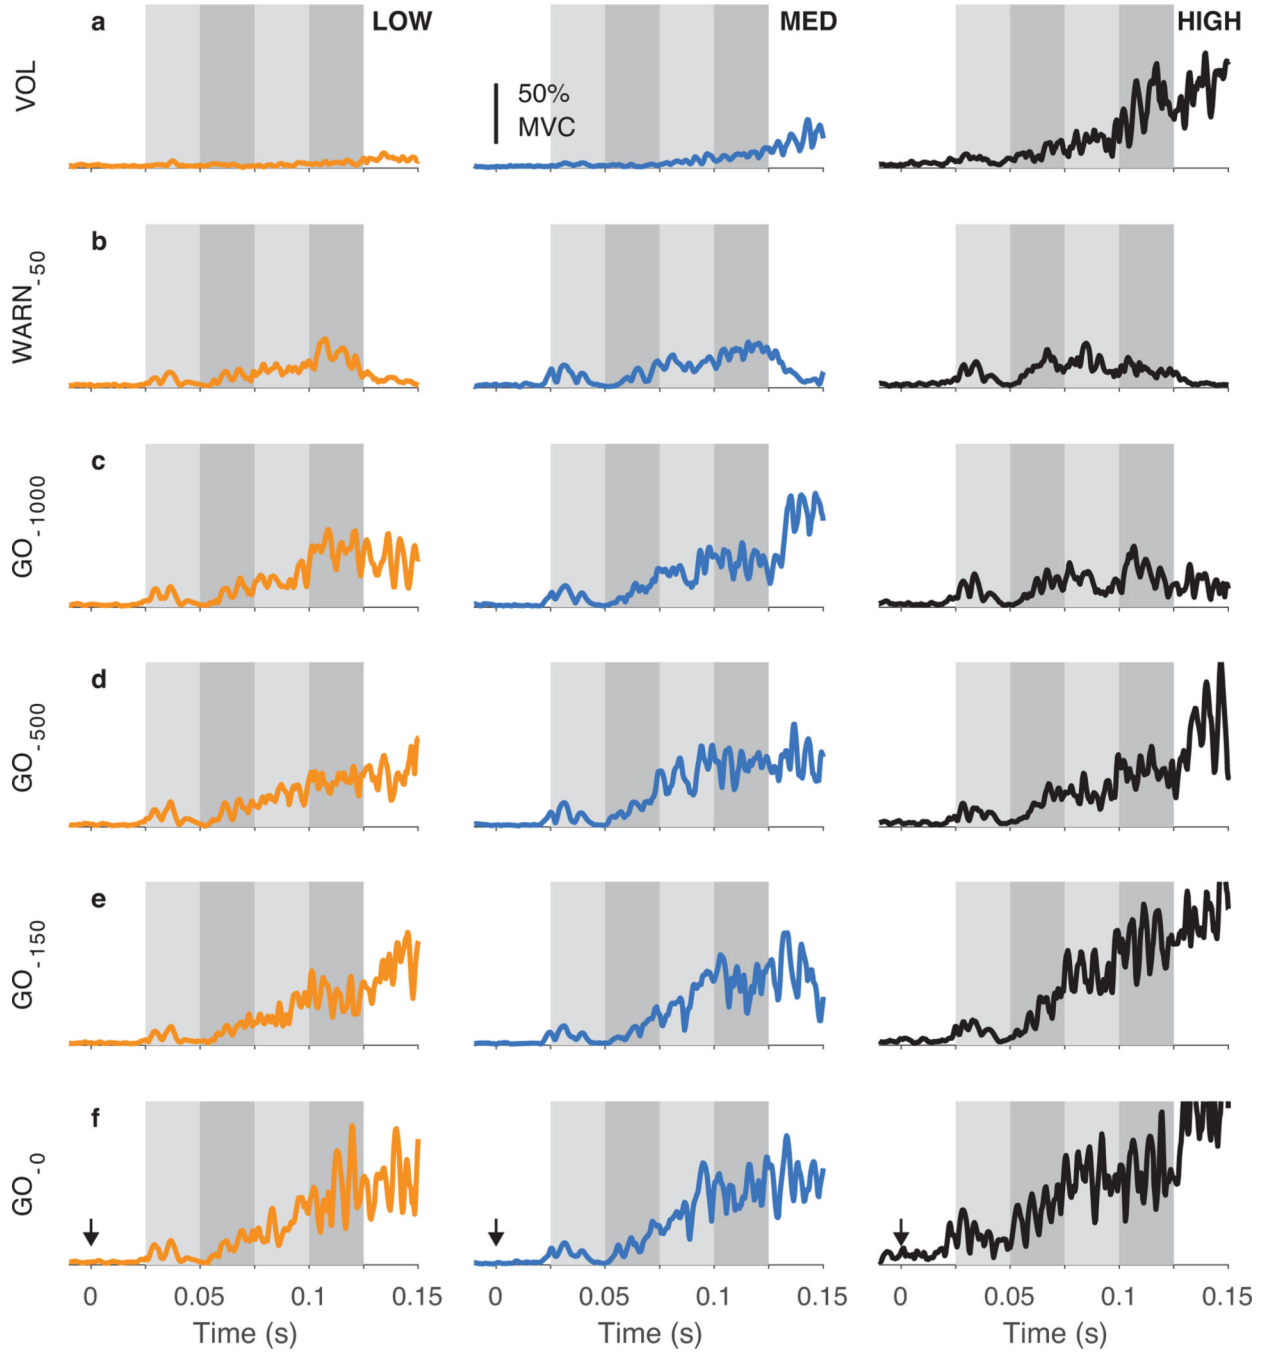 a LOW MED HIGH
VOL
50%
MVC
b
WARN-50
c
GO-1000
d
GO-500
e
GO-150
f
GO-0
0 0.05 0.1 0.15 0 0.05 0.1 0.15 0 0.05 0.1 0.15
Time (s) Time (s) Time (s)